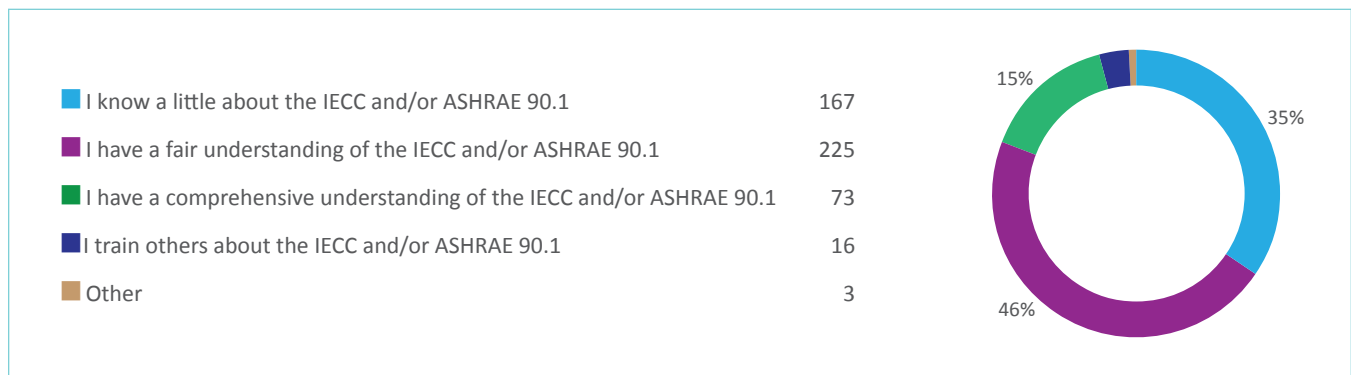 I know a little about the IECC and/or ASHRAE 90.1 167
I have a fair understanding of the IECC and/or ASHRAE 90.1 225
I have a comprehensive understanding of the IECC and/or ASHRAE 90.1 73
I train others about the IECC and/or ASHRAE 90.1 16
Other 3
15%
35%
46%